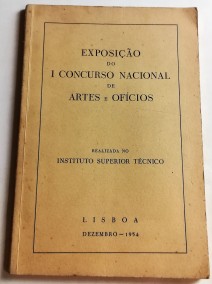 EXPOSIÇÃO
DO
I CONCURSO NACIONAL
DE
ARTES E OFÍCIOS
REALIZADA NO
INSTITUTO SUPERIOR TÉCNICO
LISBOA
DEZEMBRO — 1954